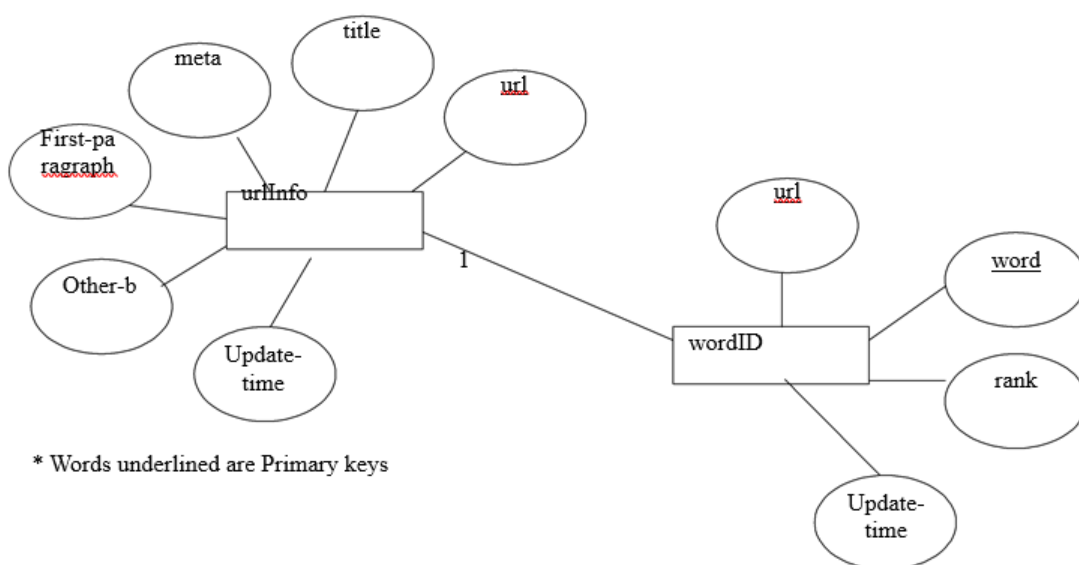 title
meta
url
First-pa
ragraph
urlInfo
url
1
word
Other-b
wordID
Update-
time
rank
* Words underlined are Primary keys
Update-
time